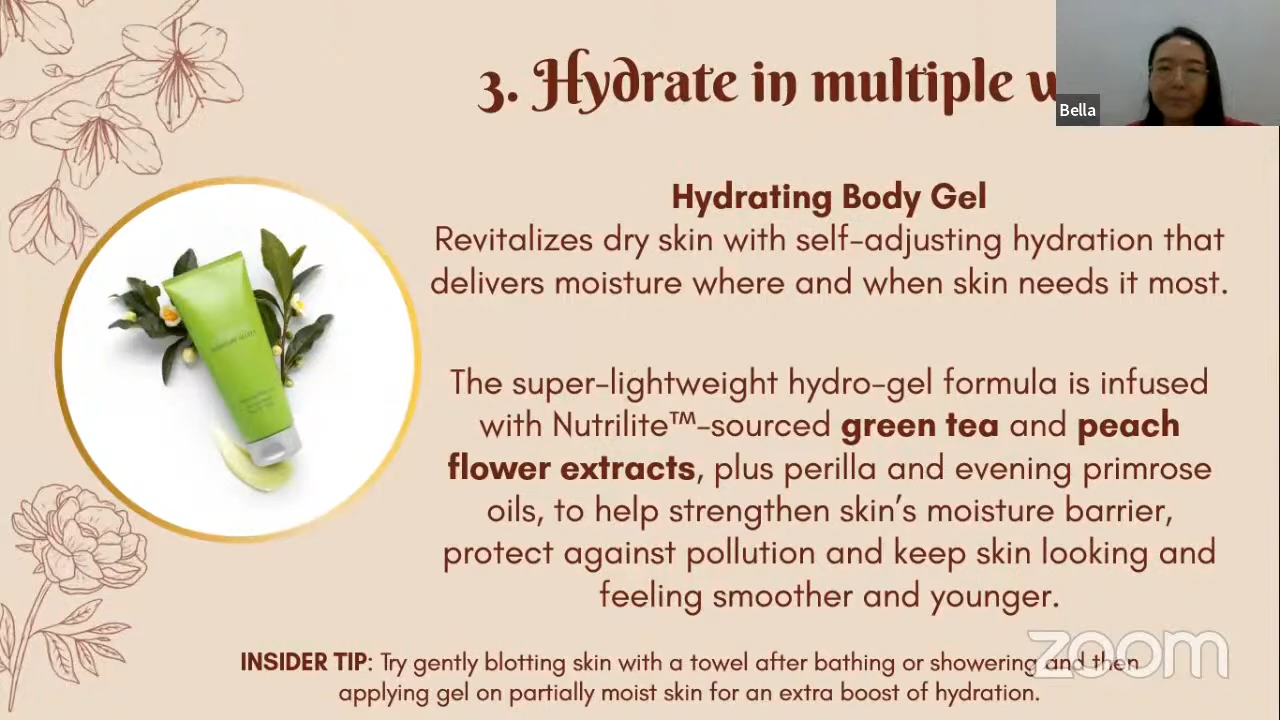 3. Hydrate in multiple w
Bella
Hydrating Body Gel
Revitalizes dry skin with self-adjusting hydration that
delivers moisture where and when skin needs it most.
The super-lightweight hydro-gel formula is infused
with Nutrilite™-sourced green tea and peach
flower extracts, plus perilla and evening primrose
oils, to help strengthen skin’s moisture barrier,
protect against pollution and keep skin looking and
feeling smoother and younger.
INSIDER TIP: Try gently blotting skin with a towel after bathing or showering and then
applying gel on partially moist skin for an extra boost of hydration.
zoom